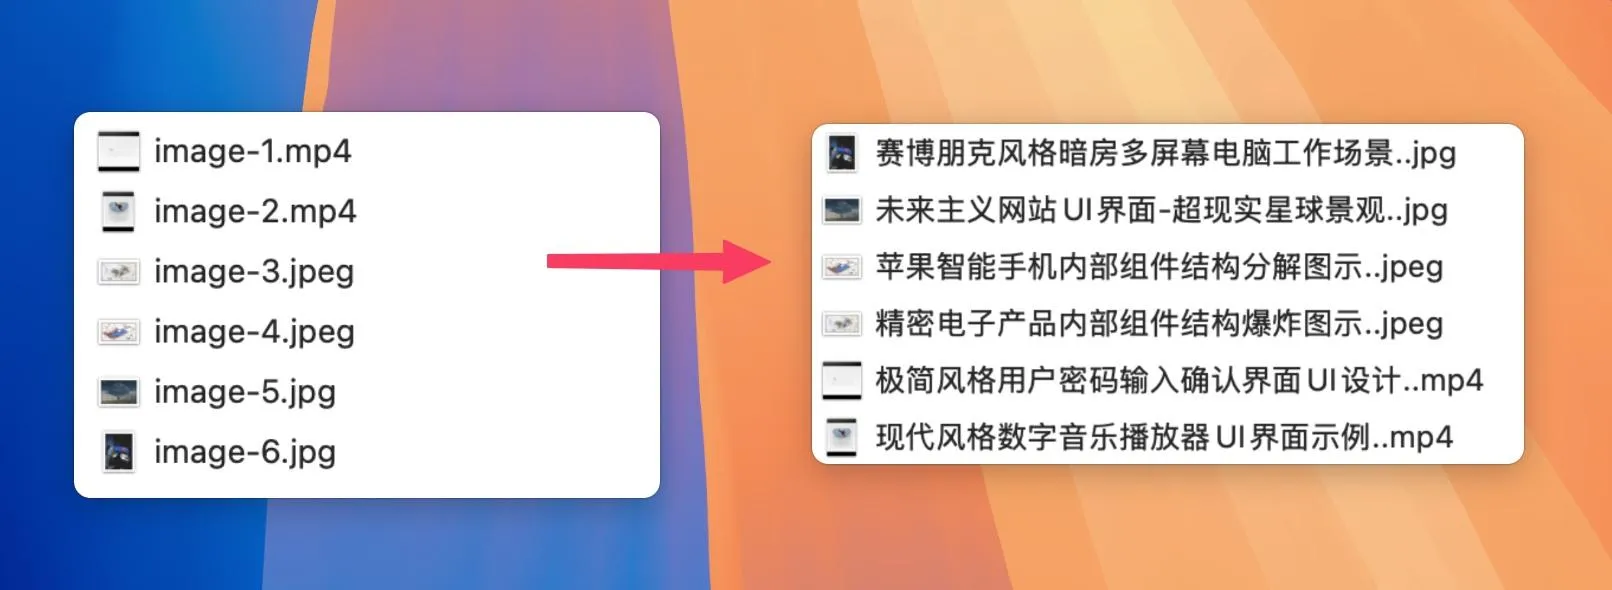 image-1.mp4
image-2.mp4
image-3.jpeg
image-4.jpeg
image-5.jpg
image-6.jpg
赛博朋克风格暗房多屏幕电脑工作场景..jpg
未来主义网站UI界面-超现实星球景观..jpg
苹果智能手机内部组件结构分解图示..jpeg
精密电子产品内部组件结构爆炸图示..jpeg
极简风格用户密码输入确认界面UI设计..mp4
现代风格数字音乐播放器UI界面示例..mp4